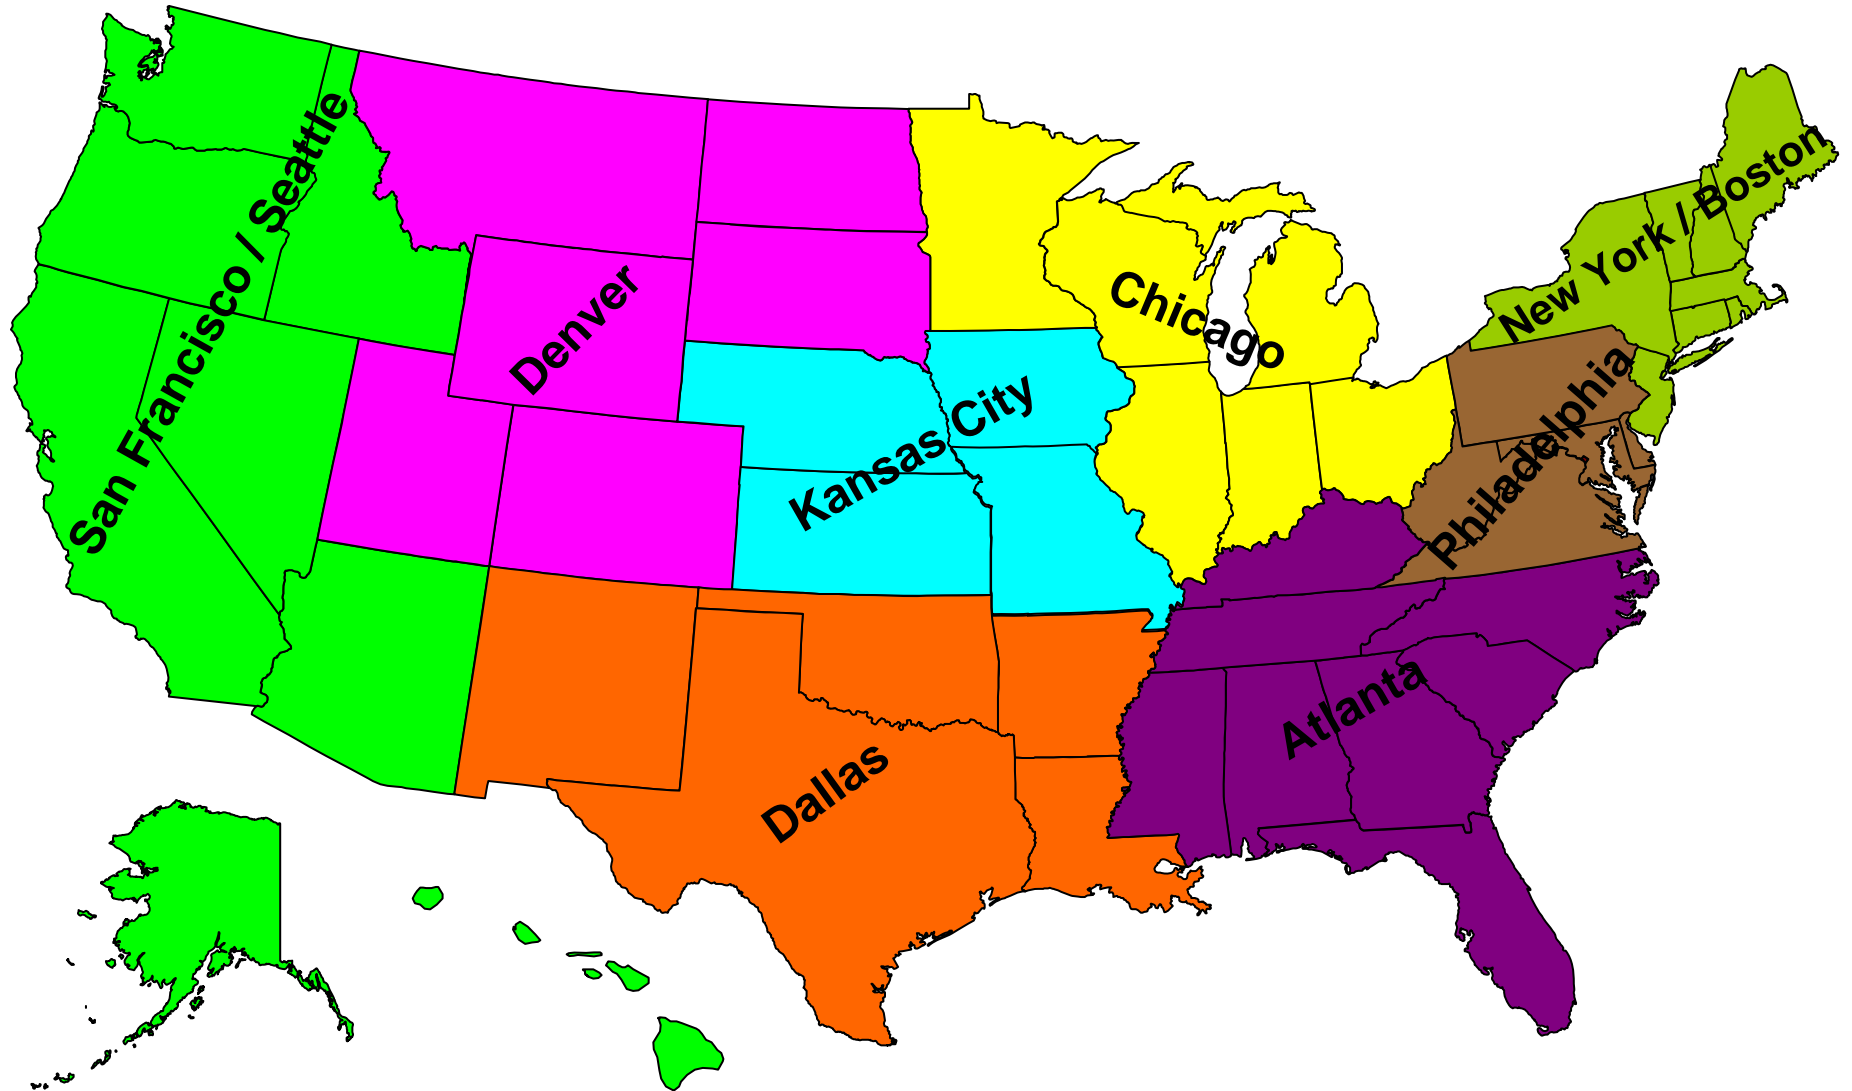 San Francisco / Seattle
Denver
Chicago
New York / Boston
Kansas City
Philadelphia
Dallas
Atlanta